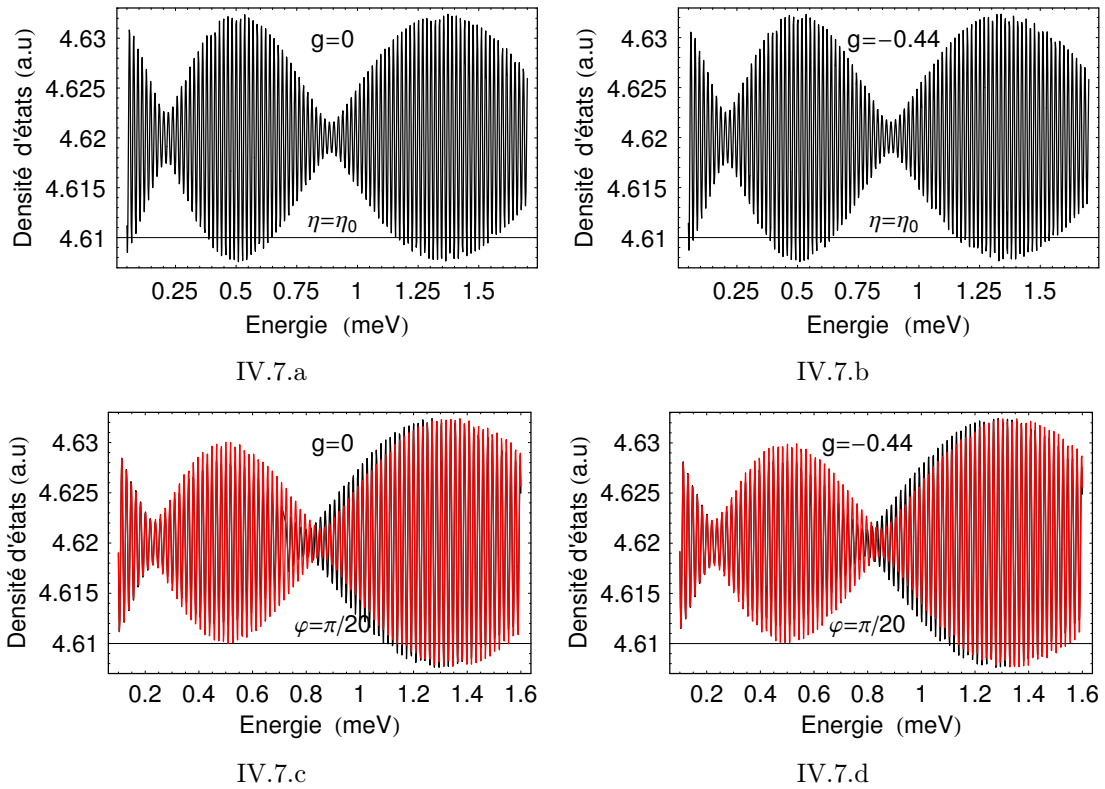 Densité d'états (a.u)
4.63
4.625
4.62
4.615
4.61
g=0
η=η0
0.25 0.5 0.75 1 1.25 1.5
Energie (meV)
IV.7.a
Densité d'états (a.u)
4.63
4.625
4.62
4.615
4.61
g=−0.44
η=η0
0.25 0.5 0.75 1 1.25 1.5
Energie (meV)
IV.7.b
Densité d'états (a.u)
4.63
4.625
4.62
4.615
4.61
g=0
φ=π/20
0.2 0.4 0.6 0.8 1 1.2 1.4 1.6
Energie (meV)
IV.7.c
Densité d'états (a.u)
4.63
4.625
4.62
4.615
4.61
g=−0.44
φ=π/20
0.2 0.4 0.6 0.8 1 1.2 1.4 1.6
Energie (meV)
IV.7.d